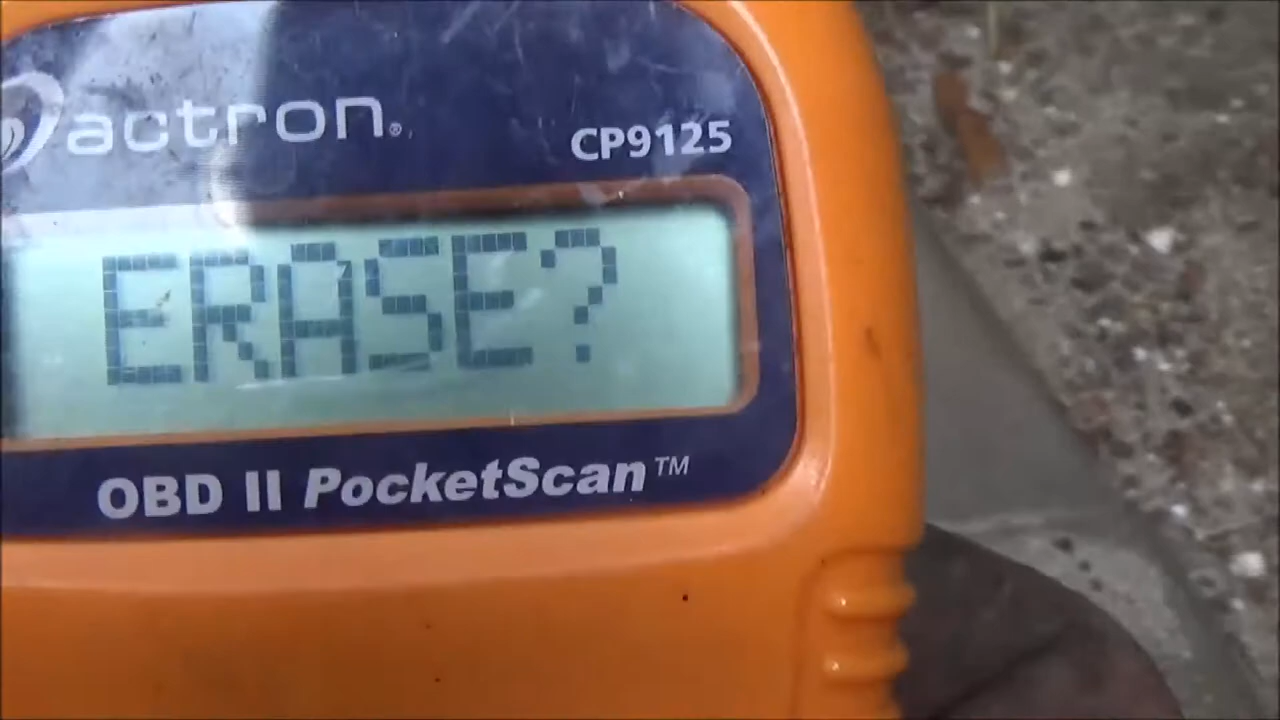 actron®
CP9125
ERASE?
OBD II PocketScan™